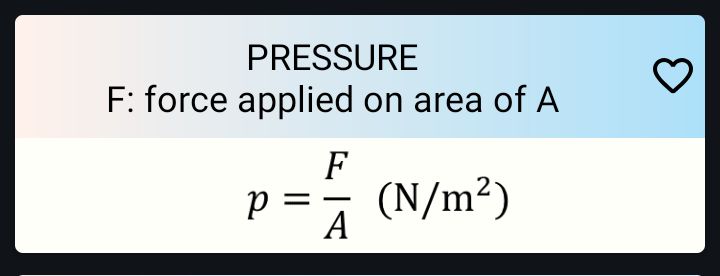 PRESSURE
F: force applied on area of A
p = F/A (N/m²)